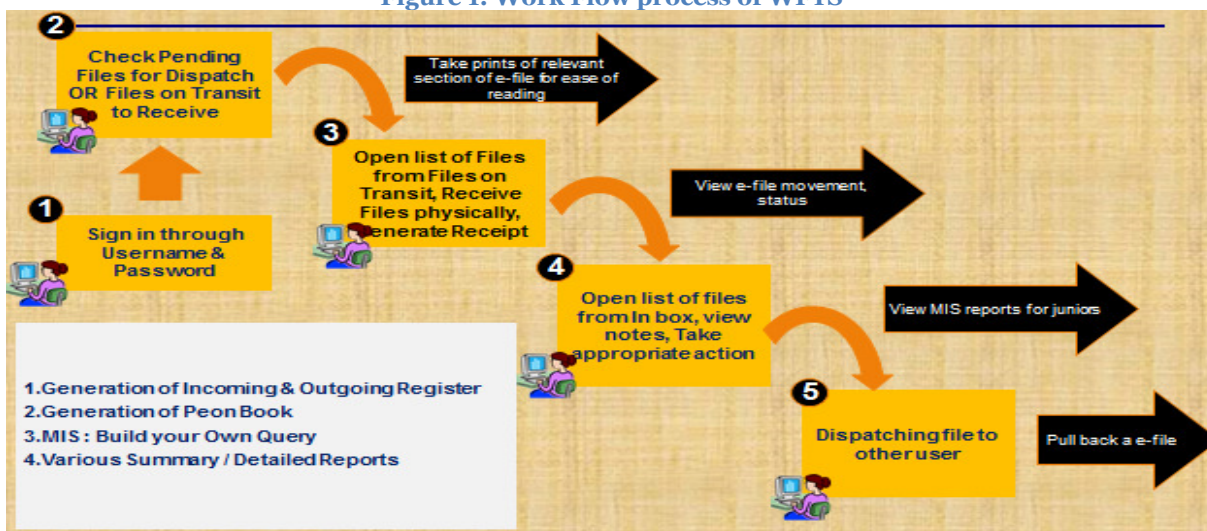 Figure 1: Work Flow process of WFTS
2
Check Pending
Files for Dispatch
OR Files on Transit
to Receive
Take prints of relevant
section of e-file for ease of
reading
3
Open list of Files
from Files on
Transit, Receive
Files physically,
Generate Receipt
View e-file movement,
status
1
Sign in through
Username &
Password
4
Open list of files
from In box, view
notes, Take
appropriate action
View MIS reports for juniors
5
Dispatching file to
other user
Pull back a e-file
1.Generation of Incoming & Outgoing Register
2.Generation of Peon Book
3.MIS : Build your Own Query
4.Various Summary / Detailed Reports